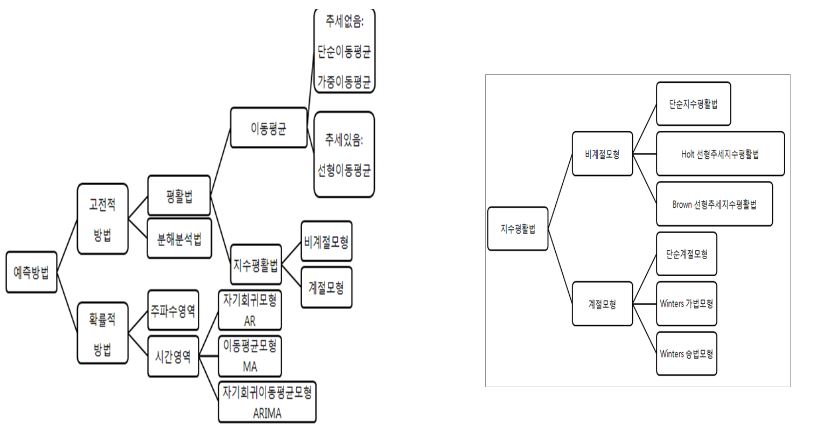 예측방법
고전적
방법
평활법
이동평균
추세없음:
단순이동평균
가중이동평균
추세있음:
선형이동평균
지수평활법
비계절모형
계절모형
분해분석법
확률적
방법
주파수영역
시간영역
자기회귀모형
AR
이동평균모형
MA
자기회귀이동평균모형
ARIMA
지수평활법
비계절모형
단순지수평활법
Holt 선형추세지수평활법
Brown 선형추세지수평활법
계절모형
단순계절모형
Winters 가법모형
Winters 승법모형